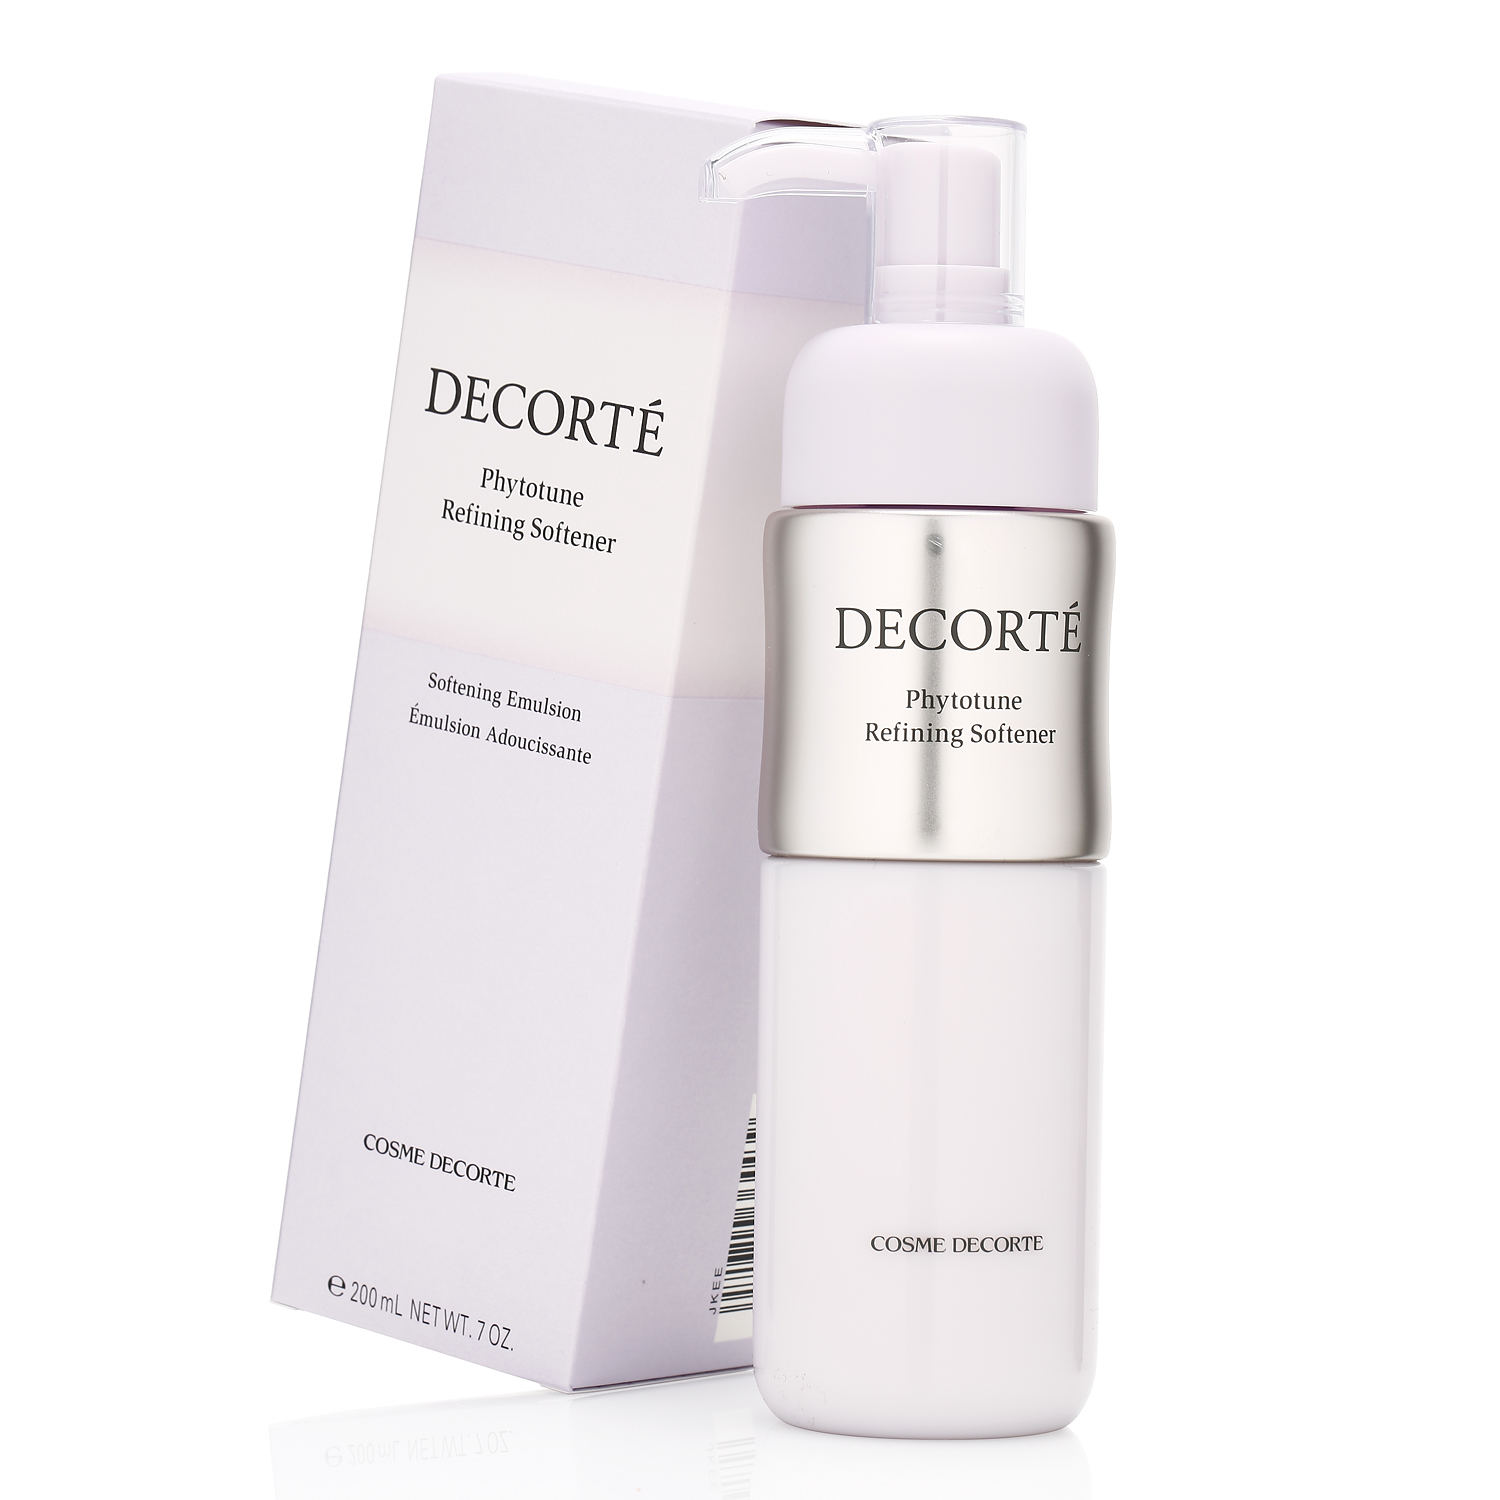 DECORTÉ
Phytotune
Refining Softener
Softening Emulsion
Émulsion Adoucissante
COSME DECORTE
℮ 200 mL NET WT. 7 OZ.
JKEE
DECORTÉ
Phytotune
Refining Softener
COSME DECORTE